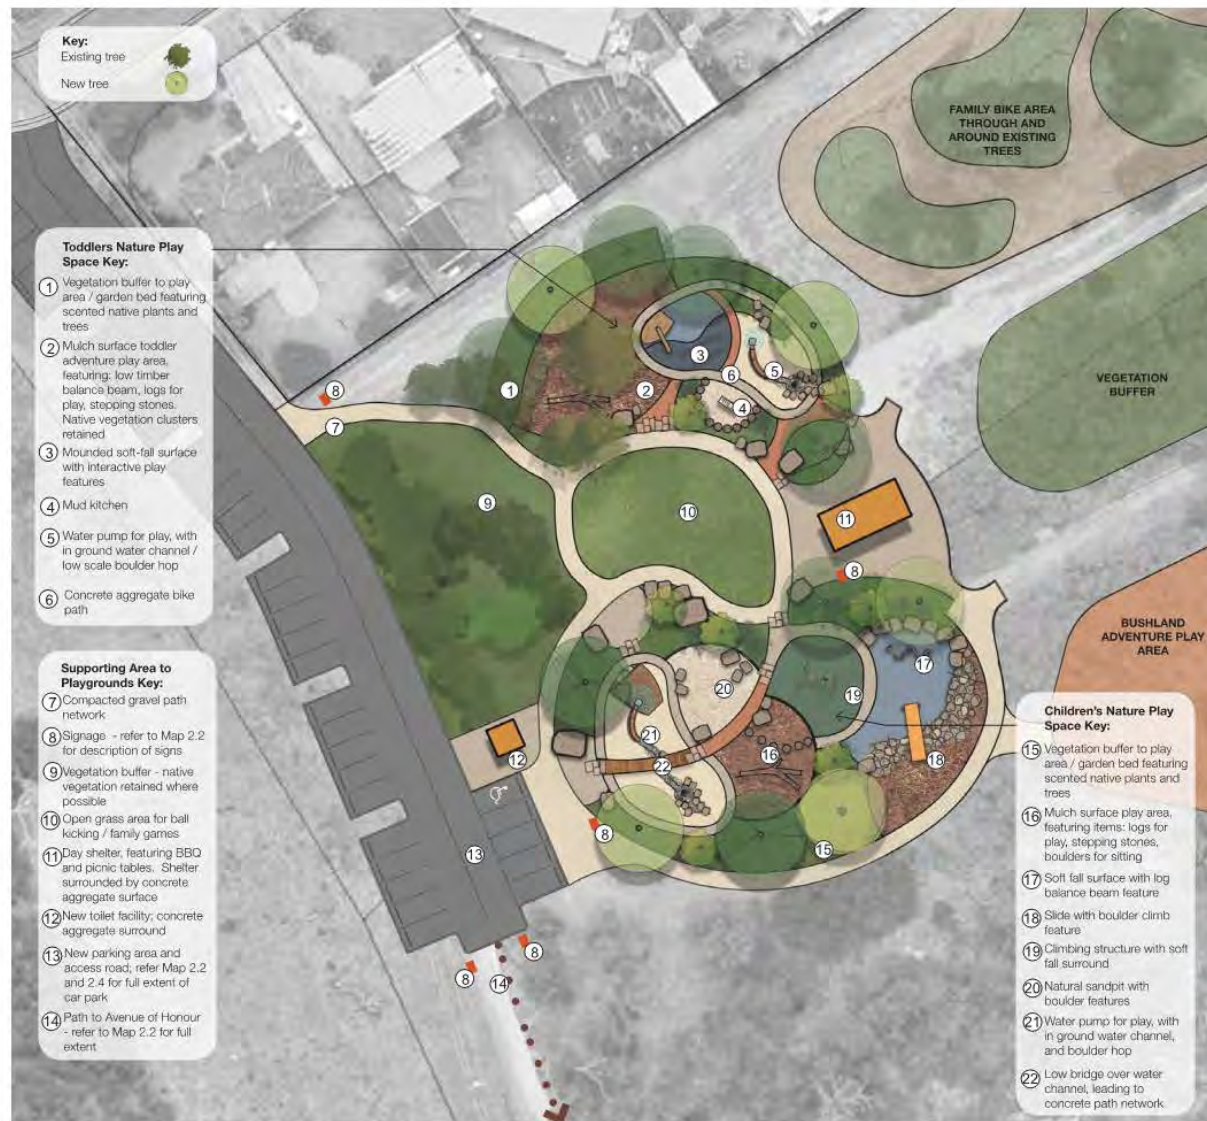 Key:
Existing tree
New tree
FAMILY BIKE AREA
THROUGH AND
AROUND EXISTING
TREES
VEGETATION
BUFFER
BUSHLAND
ADVENTURE PLAY
AREA
Toddlers Nature Play
Space Key:
1 Vegetation buffer to play
area / garden bed featuring
scented native plants and
trees
2 Mulch surface toddler
adventure play area,
featuring: low timber
balance beam, logs for
play, stepping stones.
Native vegetation clusters
retained
3 Mounded soft-fall surface
with interactive play
features
4 Mud kitchen
5 Water pump for play, with
in ground water channel /
low scale boulder hop
6 Concrete aggregate bike
path
Supporting Area to
Playgrounds Key:
7 Compacted gravel path
network
8 Signage - refer to Map 2.2
for description of signs
9 Vegetation buffer - native
vegetation retained where
possible
10 Open grass area for ball
kicking / family games
11 Day shelter, featuring BBQ
and picnic tables. Shelter
surrounded by concrete
aggregate surface
12 New toilet facility; concrete
aggregate surround
13 New parking area and
access road; refer Map 2.2
and 2.4 for full extent of
car park
14 Path to Avenue of Honour
- refer to Map 2.2 for full
extent
Children's Nature Play
Space Key:
15 Vegetation buffer to play
area / garden bed featuring
scented native plants and
trees
16 Mulch surface play area,
featuring items: logs for
play, stepping stones,
boulders for sitting
17 Soft fall surface with log
balance beam feature
18 Slide with boulder climb
feature
19 Climbing structure with soft
fall surround
20 Natural sandpit with
boulder features
21 Water pump for play, with
in ground water channel,
and boulder hop
22 Low bridge over water
channel, leading to
concrete path network
8
7
1
2
3
6
5
4
9
10
11
8
17
20
19
21
22
16
18
12
8
15
13
8
8
14